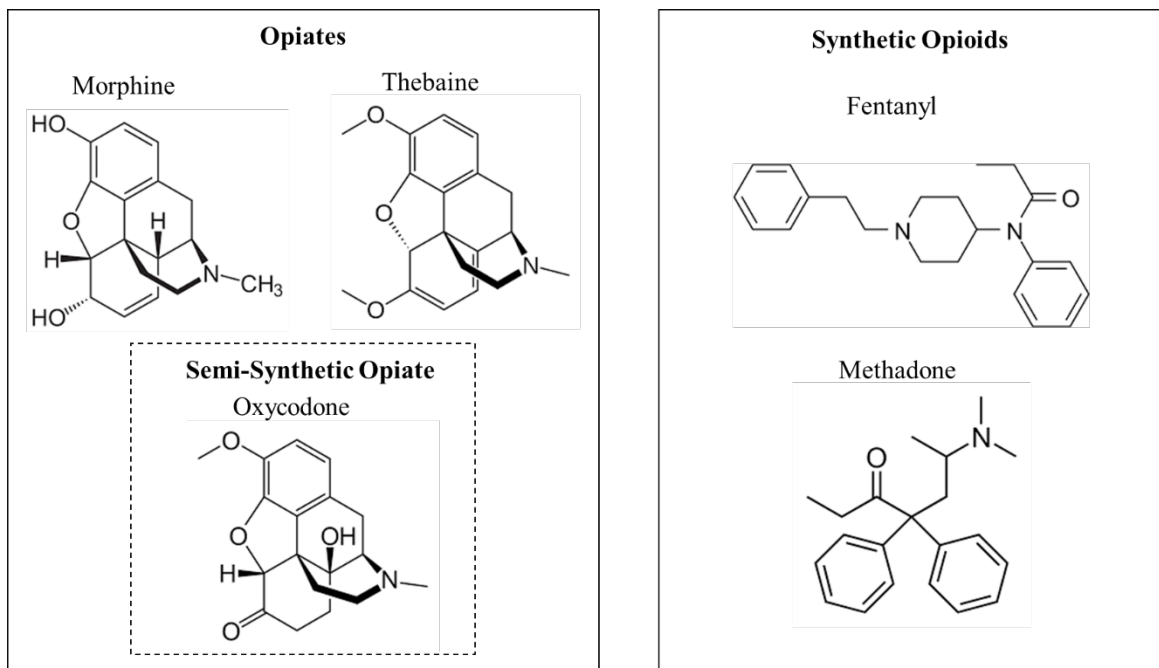 Opiates
Morphine
Thebaine
HO
O
H
H
N
CH3
HO
O
O
N
O
Semi-Synthetic Opiate
Oxycodone
O
O
OH
H
N
O
Synthetic Opioids
Fentanyl
O
N
N
Methadone
N
O